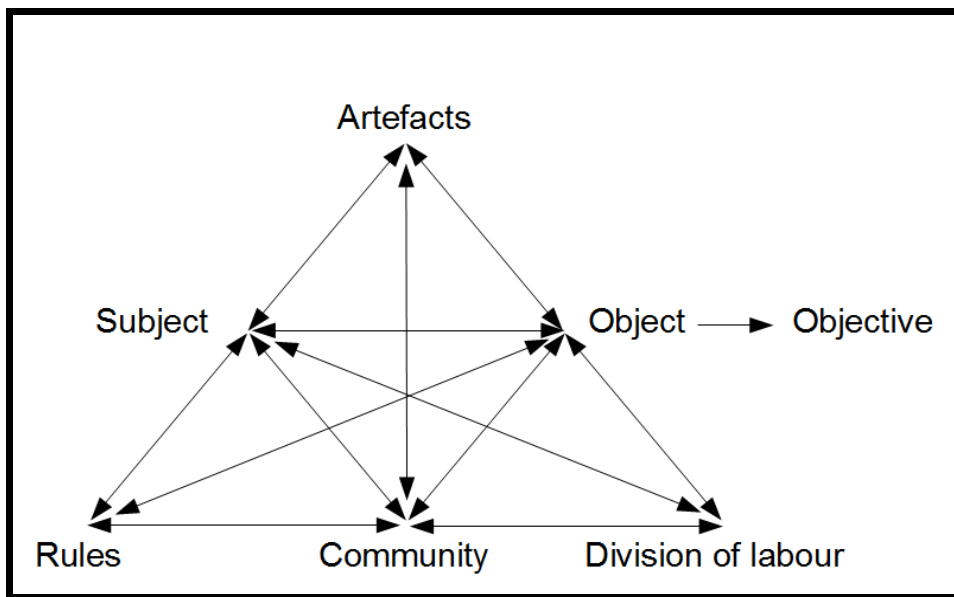 Artefacts
Subject
Object
Objective
Rules
Community
Division of labour